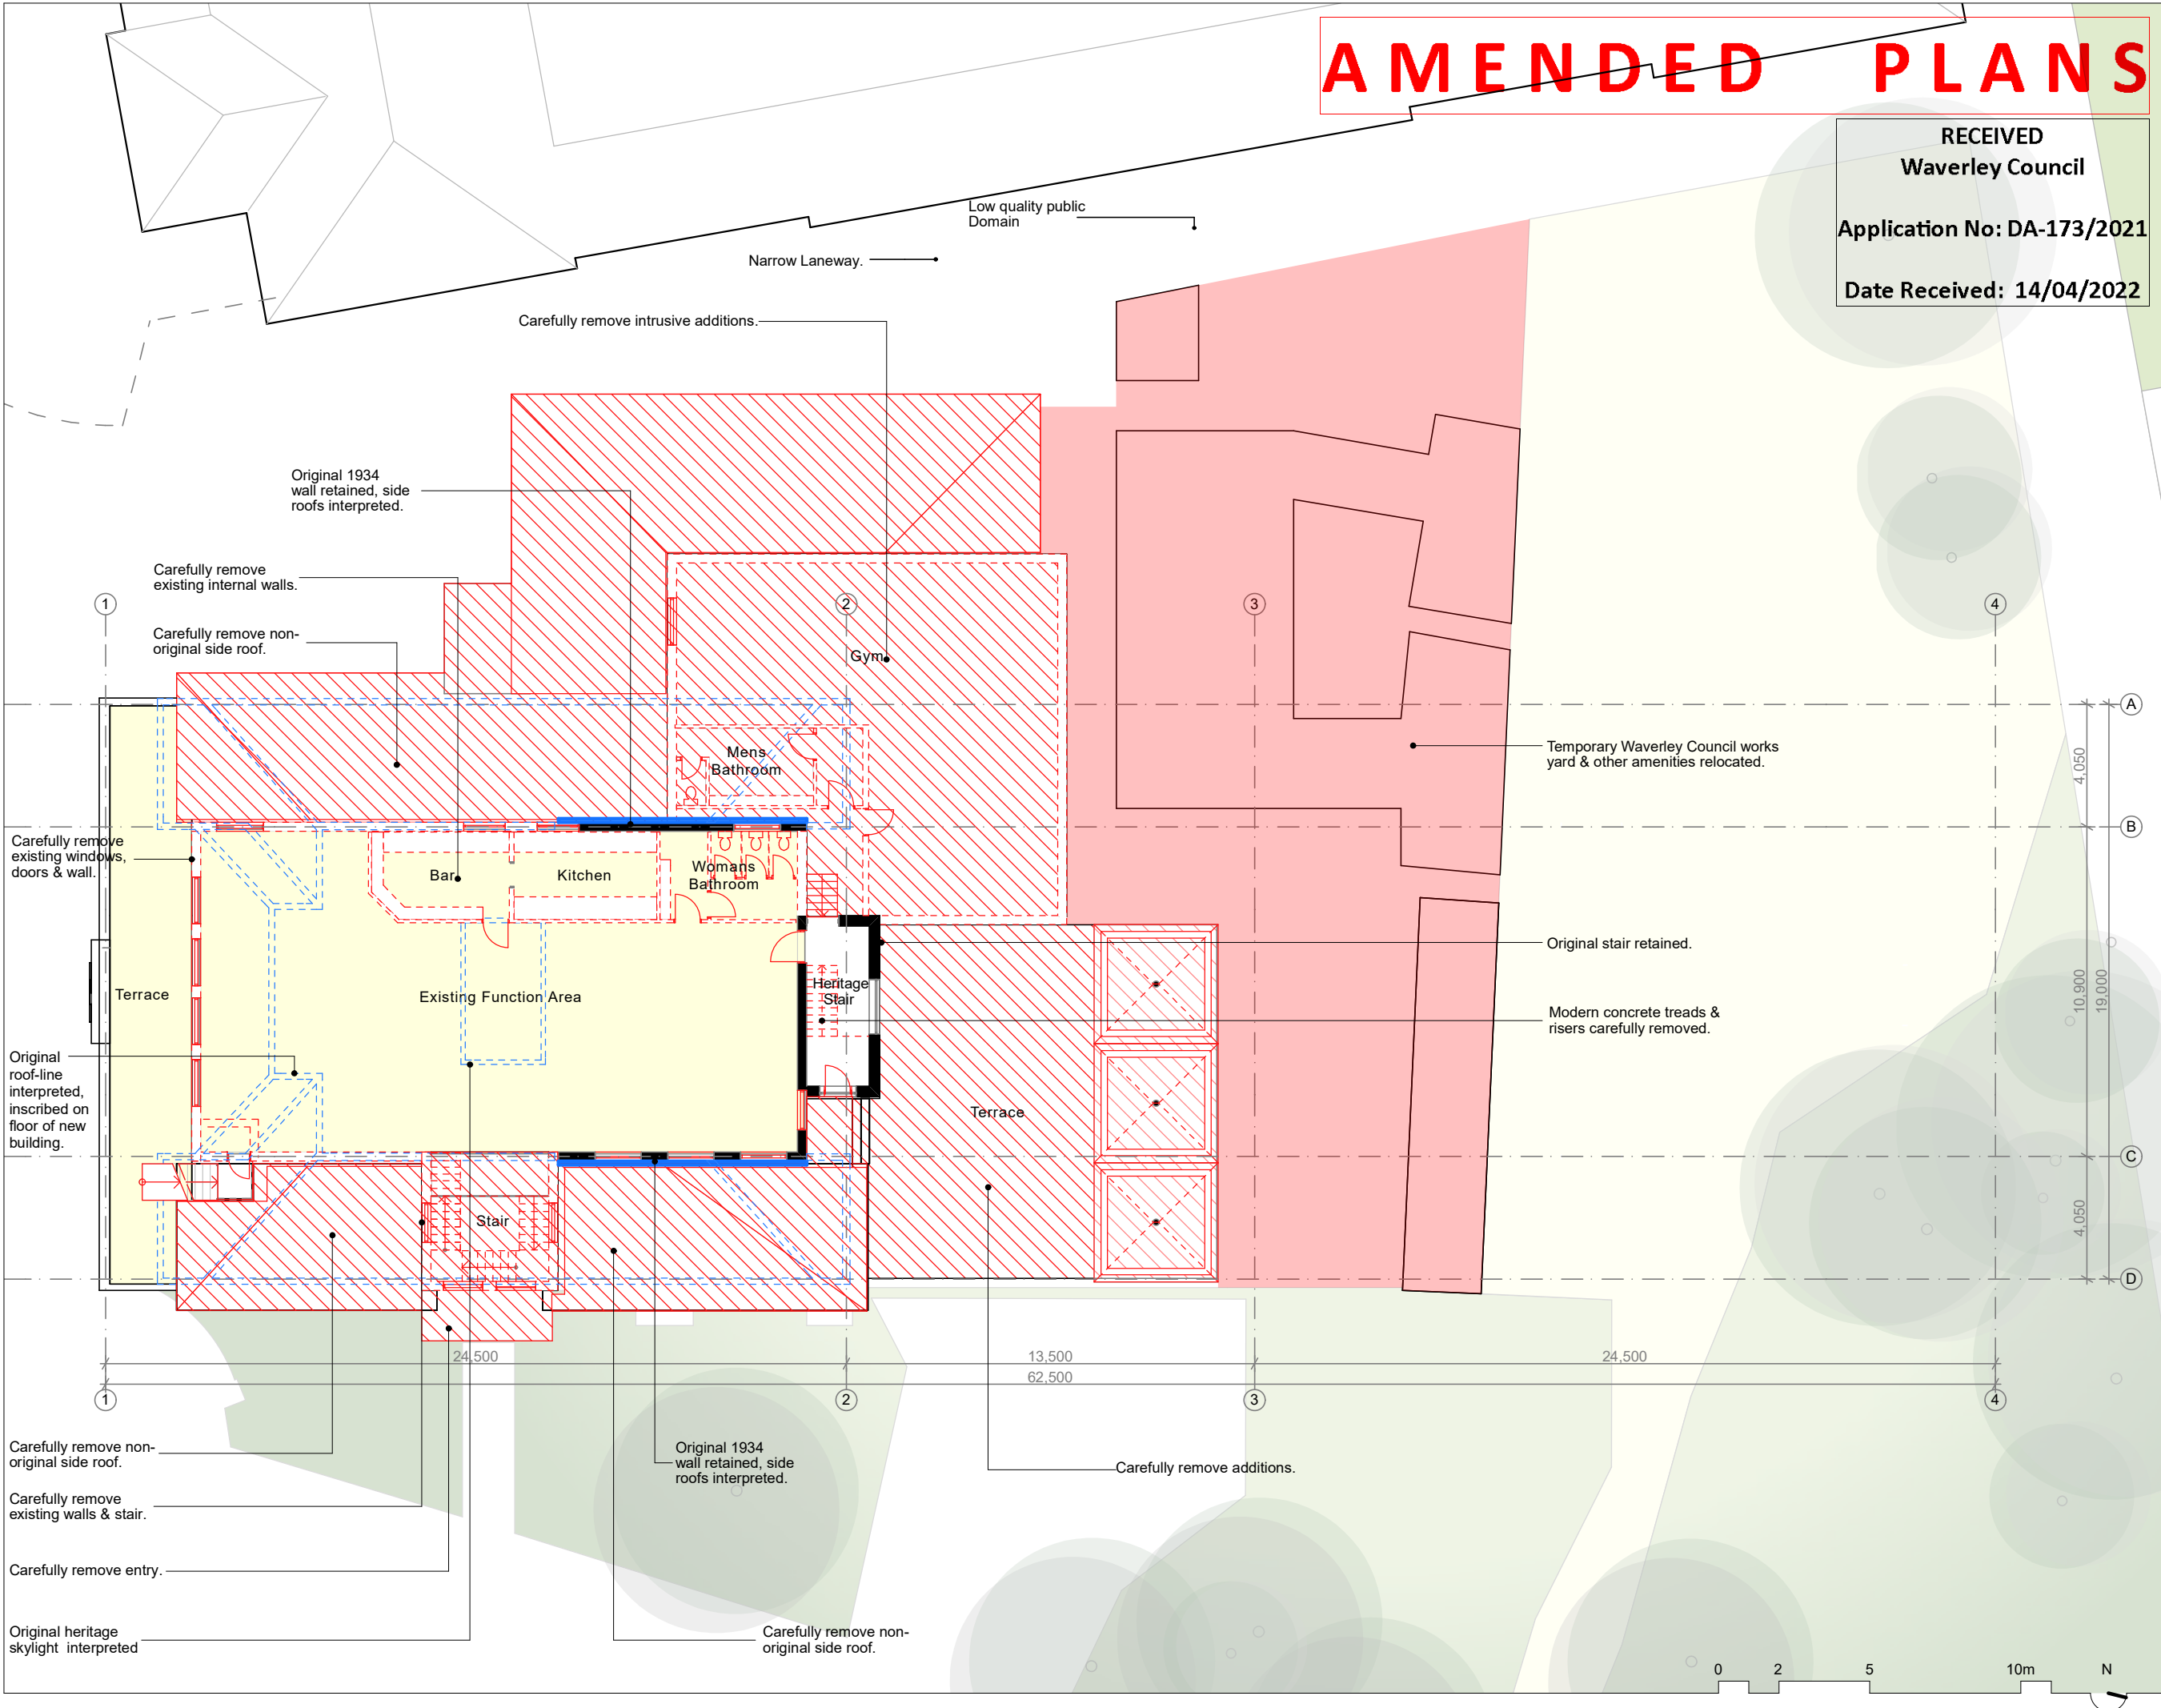 AMENDED PLANS
RECEIVED
Waverley Council
Application No: DA-173/2021
Date Received: 14/04/2022
Low quality public
Domain
Narrow Laneway.
Carefully remove intrusive additions.
Original 1934
wall retained, side
roofs interpreted.
Carefully remove
existing internal walls.
Carefully remove non-
original side roof.
1
2
3
4
Gym
A
Mens
Bathroom
Temporary Waverley Council works
yard & other amenities relocated.
4,050
B
Carefully remove
existing windows,
doors & wall.
Bar
Kitchen
Womans
Bathroom
Original stair retained.
Terrace
Existing Function Area
Heritage
Stair
Modern concrete treads &
risers carefully removed.
10,900
19,000
Original
roof-line
interpreted,
inscribed on
floor of new
building.
Terrace
C
Stair
4,050
D
24,500
13,500
24,500
62,500
1
2
3
4
Carefully remove non-
original side roof.
Original 1934
wall retained, side
roofs interpreted.
Carefully remove additions.
Carefully remove
existing walls & stair.
Carefully remove entry.
Original heritage
skylight interpreted
Carefully remove non-
original side roof.
0
2
5
10m
N